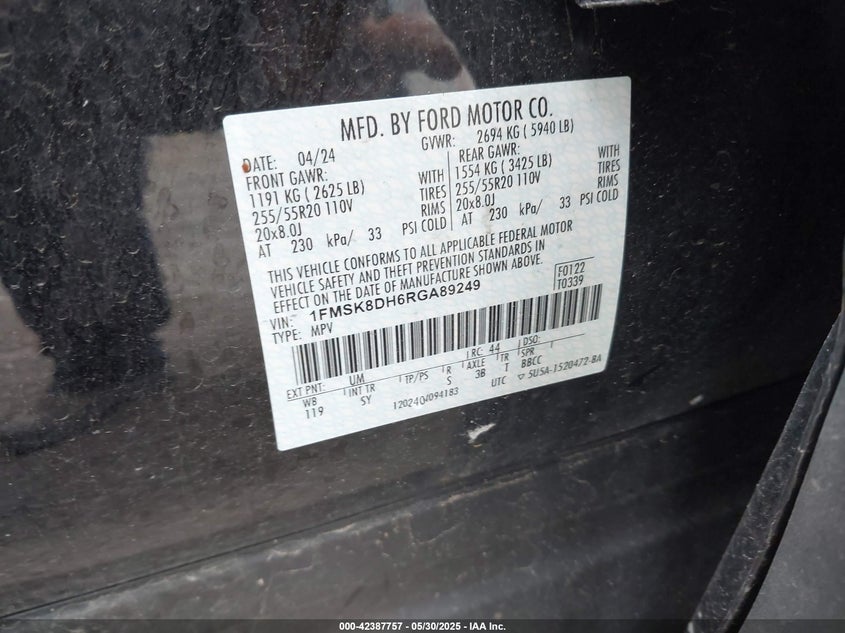 MFD. BY FORD MOTOR CO.
DATE: 04/24 GVWR: 2694 KG ( 5940 LB)
FRONT GAWR: REAR GAWR:
1191 KG ( 2625 LB) WITH 1554 KG ( 3425 LB) WITH
255/55R20 110V TIRES 255/55R20 110V TIRES
20x8.0J RIMS 20x8.0J RIMS
AT 230 kPa/ 33 PSI COLD AT 230 kPa/ 33 PSI COLD
THIS VEHICLE CONFORMS TO ALL APPLICABLE FEDERAL MOTOR
VEHICLE SAFETY AND THEFT PREVENTION STANDARDS IN
EFFECT ON THE DATE OF MANUFACTURE SHOWN ABOVE.
VIN: 1FMSK8DH6RGA89249 F0122
TYPE: MPV T0339
EXT PNT: UM RC: 44 DSO:
WB INT TR TP/PS R AXLE TR SPR
119 SY S 3B T BBCC
UTC 5U5A-1520472-BA
000-42387757 — 05/30/2025 — IAA Inc.